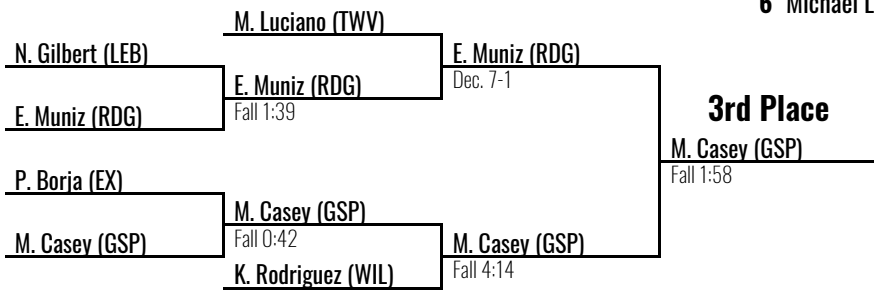 6 Michael L
M. Luciano (TWV)
N. Gilbert (LEB)
E. Muniz (RDG)
Dec. 7-1
E. Muniz (RDG)
Fall 1:39
E. Muniz (RDG)
3rd Place
M. Casey (GSP)
Fall 1:58
P. Borja (EX)
M. Casey (GSP)
Fall 0:42
M. Casey (GSP)
M. Casey (GSP)
Fall 4:14
K. Rodriguez (WIL)